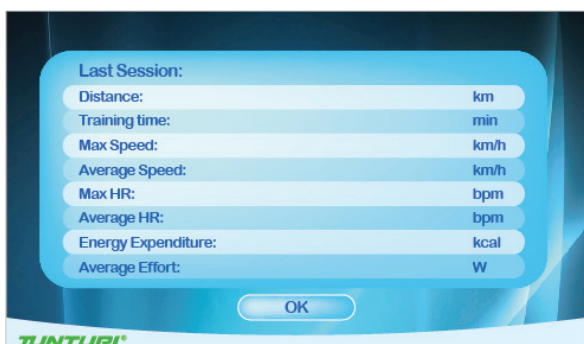 Last Session:
Distance: km
Training time: min
Max Speed: km/h
Average Speed: km/h
Max HR: bpm
Average HR: bpm
Energy Expenditure: kcal
Average Effort: W
OK
TUNTURI®